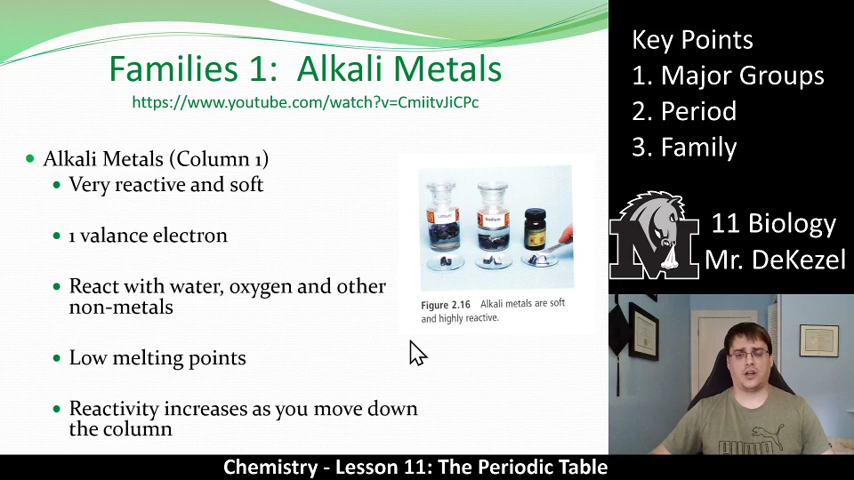 Families 1: Alkali Metals
https://www.youtube.com/watch?v=CmiitvJiCPc
Alkali Metals (Column 1)
Very reactive and soft
1 valance electron
React with water, oxygen and other
non-metals
Low melting points
Reactivity increases as you move down
the column
Figure 2.16 Alkali metals are soft
and highly reactive.
Key Points
1. Major Groups
2. Period
3. Family
M
11 Biology
Mr. DeKezel
PUMA
Chemistry - Lesson 11: The Periodic Table